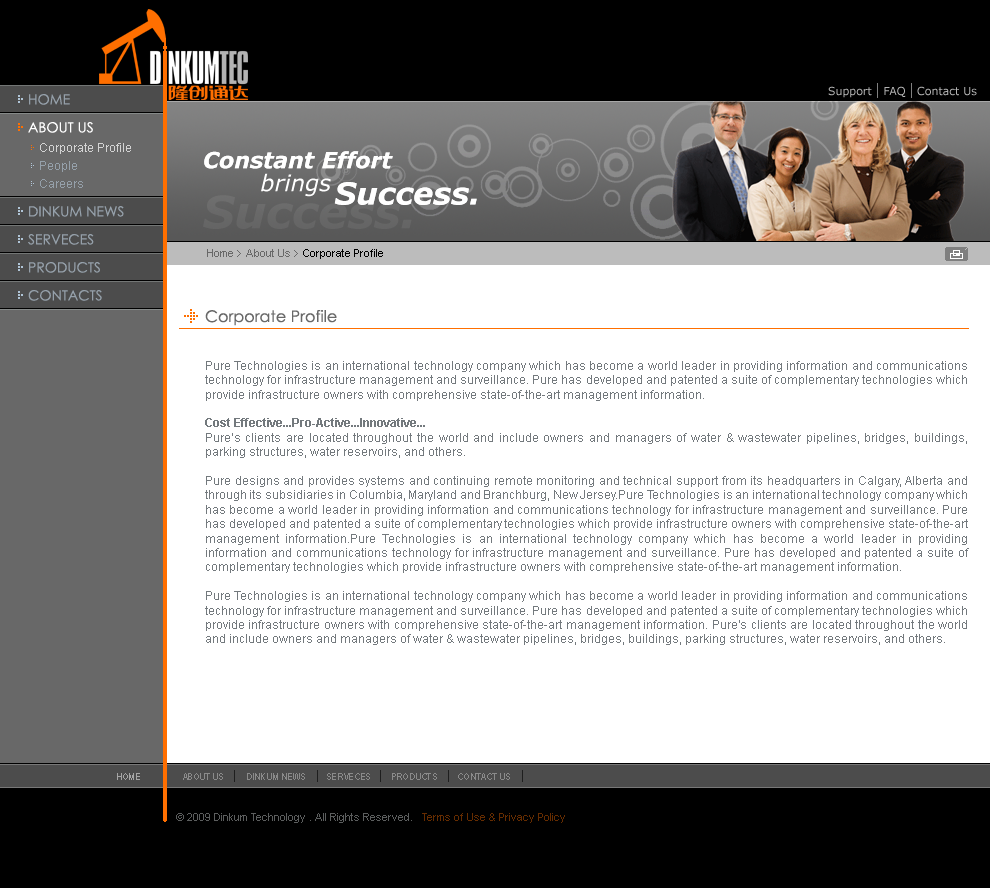 DINKUMTEC
隆创通达
Support FAQ Contact Us
HOME
ABOUT US
Corporate Profile
People
Careers
DINKUM NEWS
SERVECES
PRODUCTS
CONTACTS
Constant Effort
brings Success.
Success.
Home > About Us > Corporate Profile
Corporate Profile
Pure Technologies is an international technology company which has become a world leader in providing information and communications
technology for infrastructure management and surveillance. Pure has developed and patented a suite of complementary technologies which
provide infrastructure owners with comprehensive state-of-the-art management information.
Cost Effective...Pro-Active...Innovative...
Pure's clients are located throughout the world and include owners and managers of water & wastewater pipelines, bridges, buildings,
parking structures, water reservoirs, and others.
Pure designs and provides systems and continuing remote monitoring and technical support from its headquarters in Calgary, Alberta and
through its subsidiaries in Columbia, Maryland and Branchburg, New Jersey.Pure Technologies is an international technology company which
has become a world leader in providing information and communications technology for infrastructure management and surveillance. Pure
has developed and patented a suite of complementary technologies which provide infrastructure owners with comprehensive state-of-the-art
management information.Pure Technologies is an international technology company which has become a world leader in providing
information and communications technology for infrastructure management and surveillance. Pure has developed and patented a suite of
complementary technologies which provide infrastructure owners with comprehensive state-of-the-art management information.
Pure Technologies is an international technology company which has become a world leader in providing information and communications
technology for infrastructure management and surveillance. Pure has developed and patented a suite of complementary technologies which
provide infrastructure owners with comprehensive state-of-the-art management information. Pure's clients are located throughout the world
and include owners and managers of water & wastewater pipelines, bridges, buildings, parking structures, water reservoirs, and others.
HOME ABOUT US DINKUM NEWS SERVECES PRODUCTS CONTACT US
© 2009 Dinkum Technology . All Rights Reserved. Terms of Use & Privacy Policy